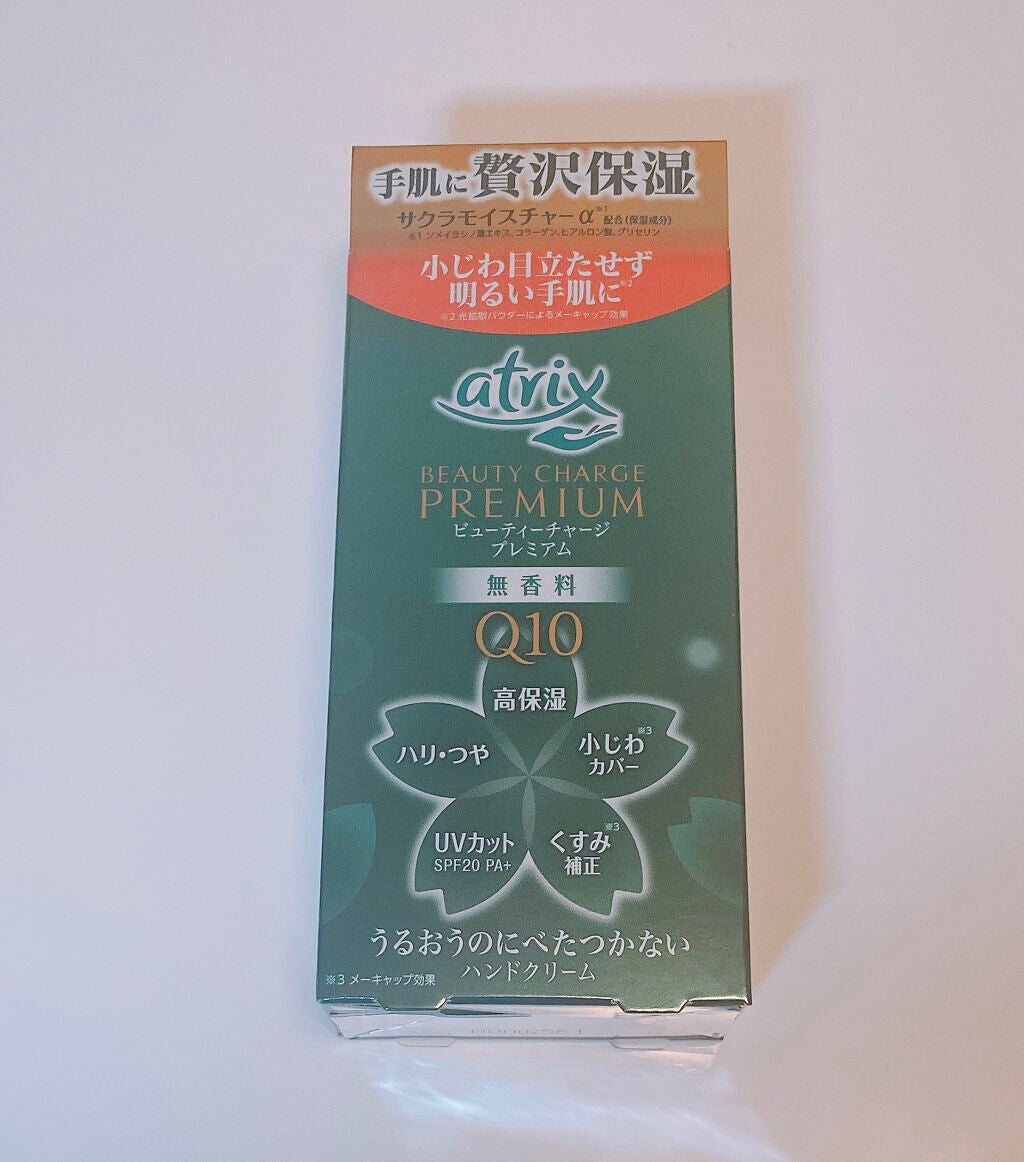 手肌に贅沢保湿
サクラモイスチャーα※1 配合(保湿成分)
※1 ソメイヨシノ葉エキス、コラーゲン、ヒアルロン酸、グリセリン
小じわ目立たせず
明るい手肌に※2
※2 光拡散パウダーによるメーキャップ効果
atrix
BEAUTY CHARGE
PREMIUM
ビューティーチャージ
プレミアム
無香料
Q10
高保湿
ハリ・つや
小じわ※3
カバー
UVカット
SPF20 PA+
くすみ※3
補正
うるおうのにべたつかない
ハンドクリーム
※3 メーキャップ効果